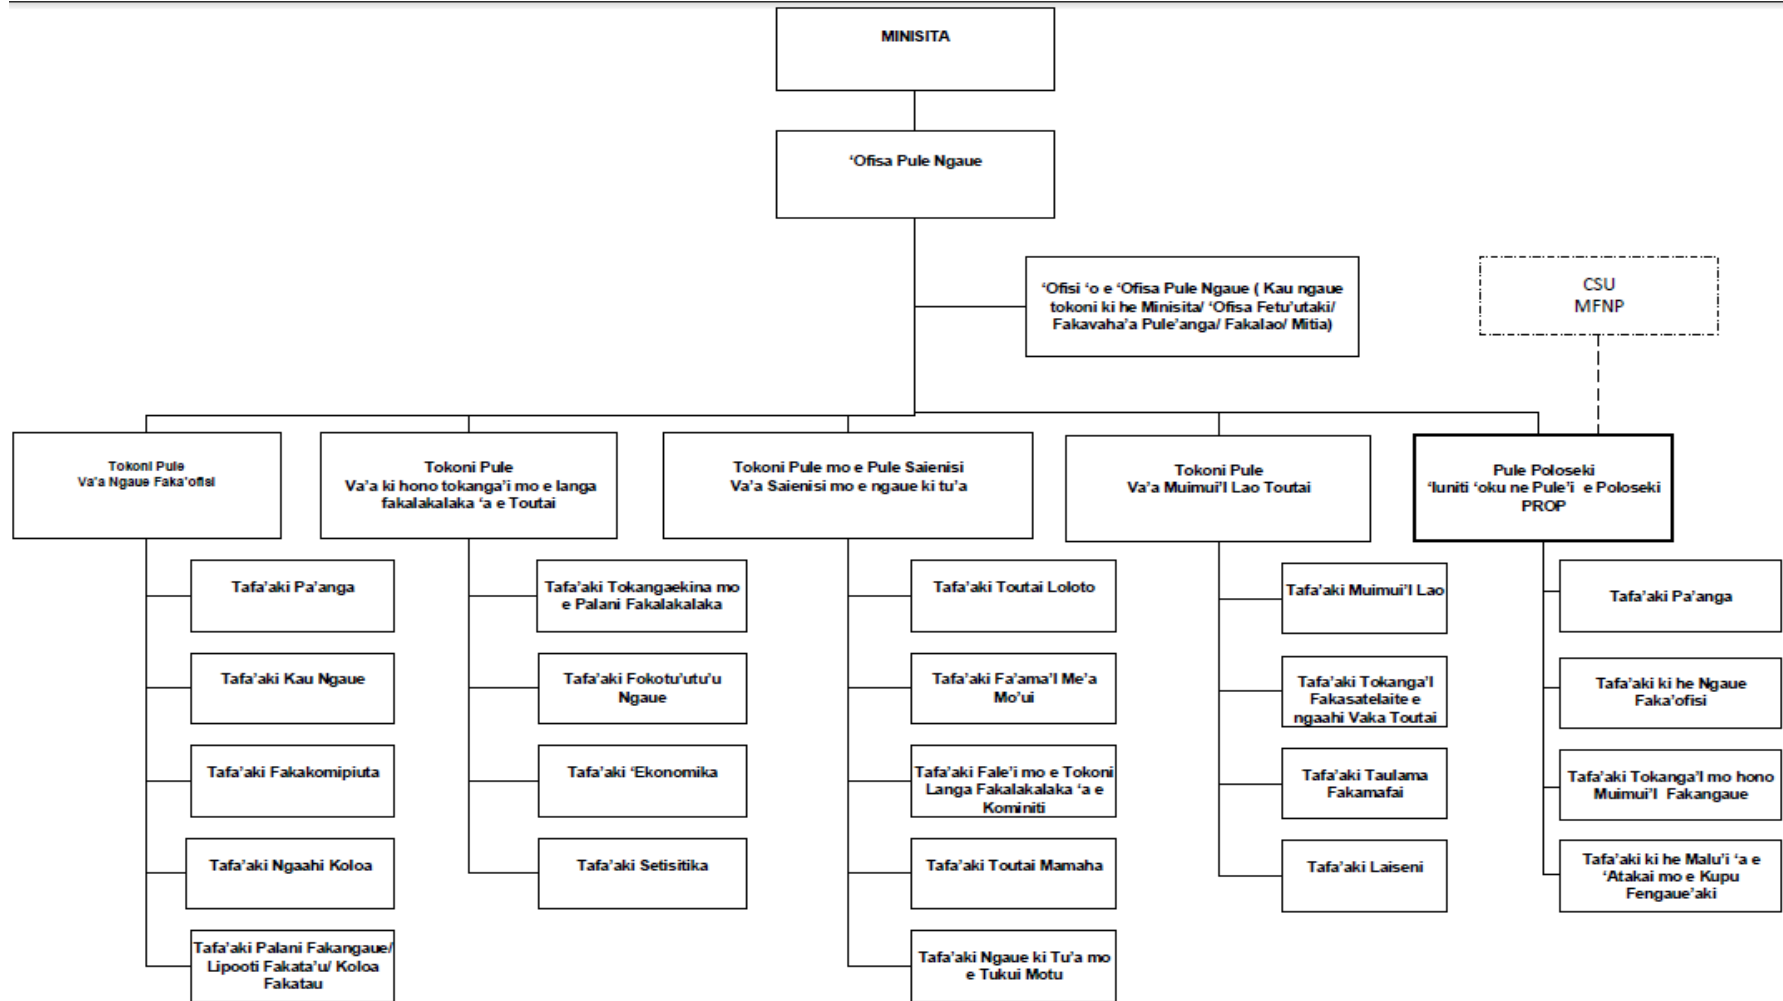 MINISITA
‘Ofisa Pule Ngaue
‘Ofisi ‘o e ‘Ofisa Pule Ngaue ( Kau ngaue
tokoni ki he Minisita/ ‘Ofisa Fetu’utaki/
Fakavaha’a Pule’anga/ Fakalao/ Mitia)
CSU
MFNP
Tokoni Pule
Va’a Ngaue Faka’ofisi
Tokoni Pule
Va’a ki hono tokanga’i mo e langa
fakalakalaka ‘a e Toutai
Tokoni Pule mo e Pule Saienisi
Va’a Saienisi mo e ngaue ki tu’a
Tokoni Pule
Va’a Muimui’I Lao Toutai
Pule Poloseki
‘Iuniti ‘oku ne Pule’i e Poloseki
PROP
Tafa’aki Pa’anga
Tafa’aki Kau Ngaue
Tafa’aki Fakakomipiuta
Tafa’aki Ngaahi Koloa
Tafa’aki Palani Fakangaue/
Lipooti Fakata’u/ Koloa
Fakatau
Tafa’aki Tokangaekina mo
e Palani Fakalakalaka
Tafa’aki Fokotu’utu’u
Ngaue
Tafa’aki ‘Ekonomika
Tafa’aki Setisitika
Tafa’aki Toutai Loloto
Tafa’aki Fa’ama’I Me’a
Mo’ui
Tafa’aki Fale’i mo e Tokoni
Langa Fakalakalaka ‘a e
Kominiti
Tafa’aki Toutai Mamaha
Tafa’aki Ngaue ki Tu’a mo
e Tukui Motu
Tafa’aki Muimui’I Lao
Tafa’aki Tokanga’I
Fakasatelaite e
ngaahi Vaka Toutai
Tafa’aki Taulama
Fakamafai
Tafa’aki Laiseni
Tafa’aki Pa’anga
Tafa’aki ki he Ngaue
Faka’ofisi
Tafa’aki Tokanga’I mo hono
Muimui’I Fakangaue
Tafa’aki ki he Malu’i ‘a e
‘Atakai mo e Kupu
Fengaue’aki